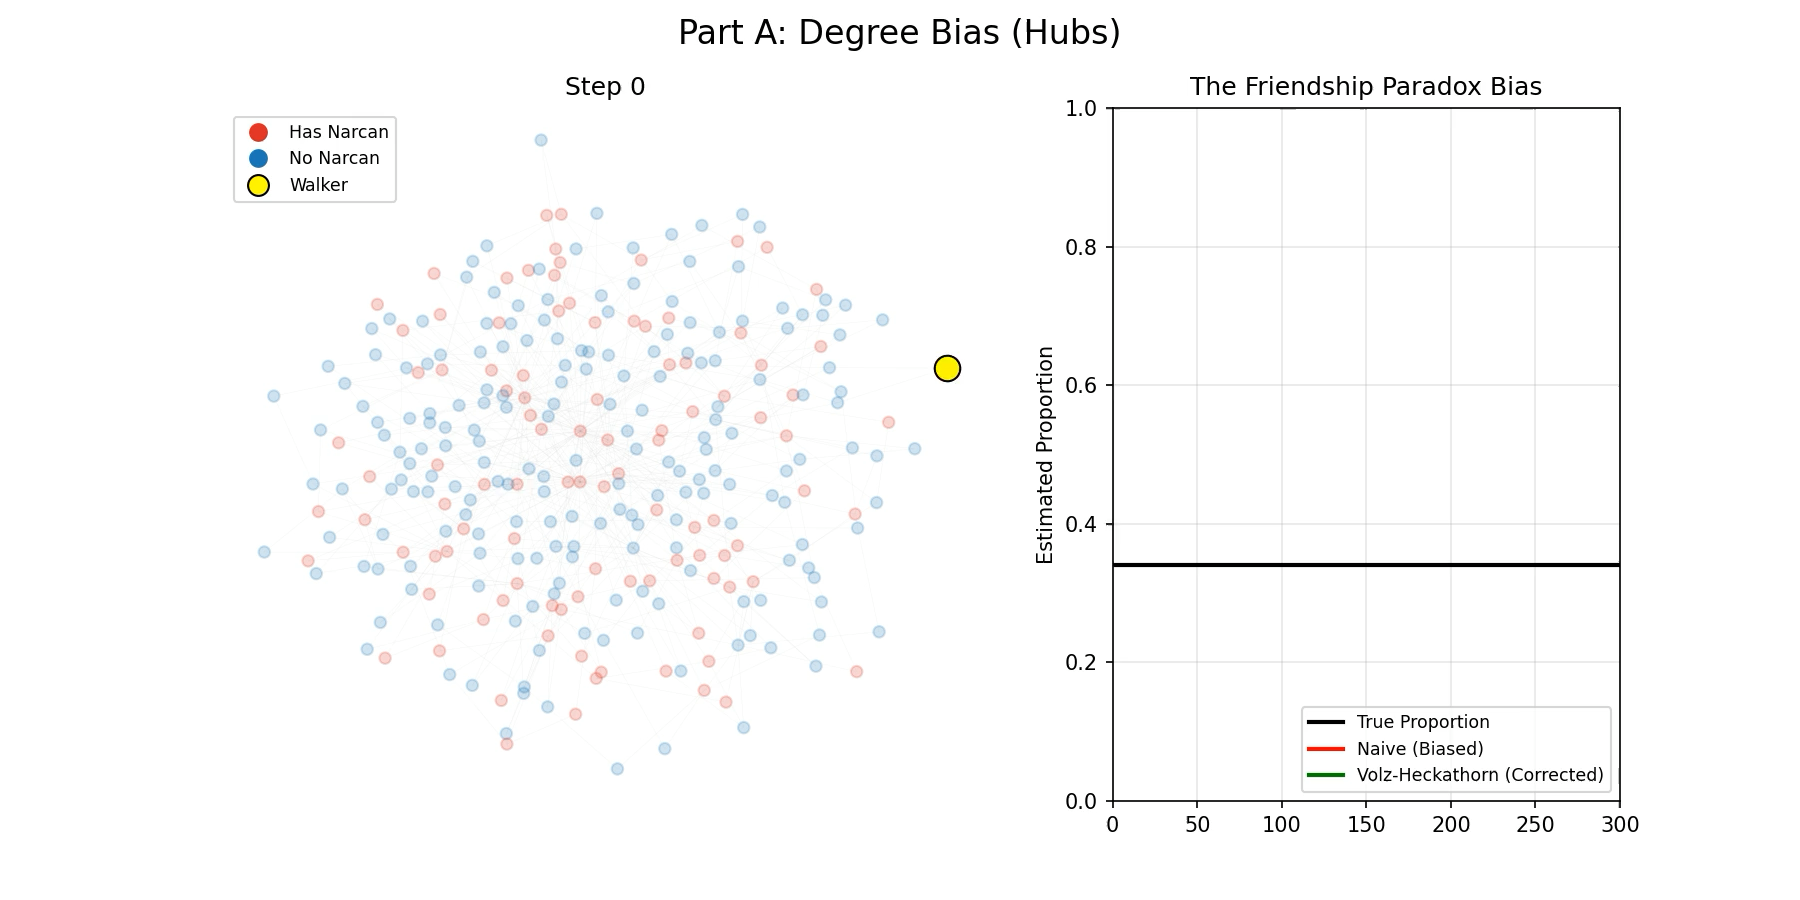 Part A: Degree Bias (Hubs)
Step 0
Has Narcan
No Narcan
Walker
The Friendship Paradox Bias
Estimated Proportion
1.0
0.8
0.6
0.4
0.2
0.0
True Proportion
Naive (Biased)
Volz-Heckathorn (Corrected)
0 50 100 150 200 250 300